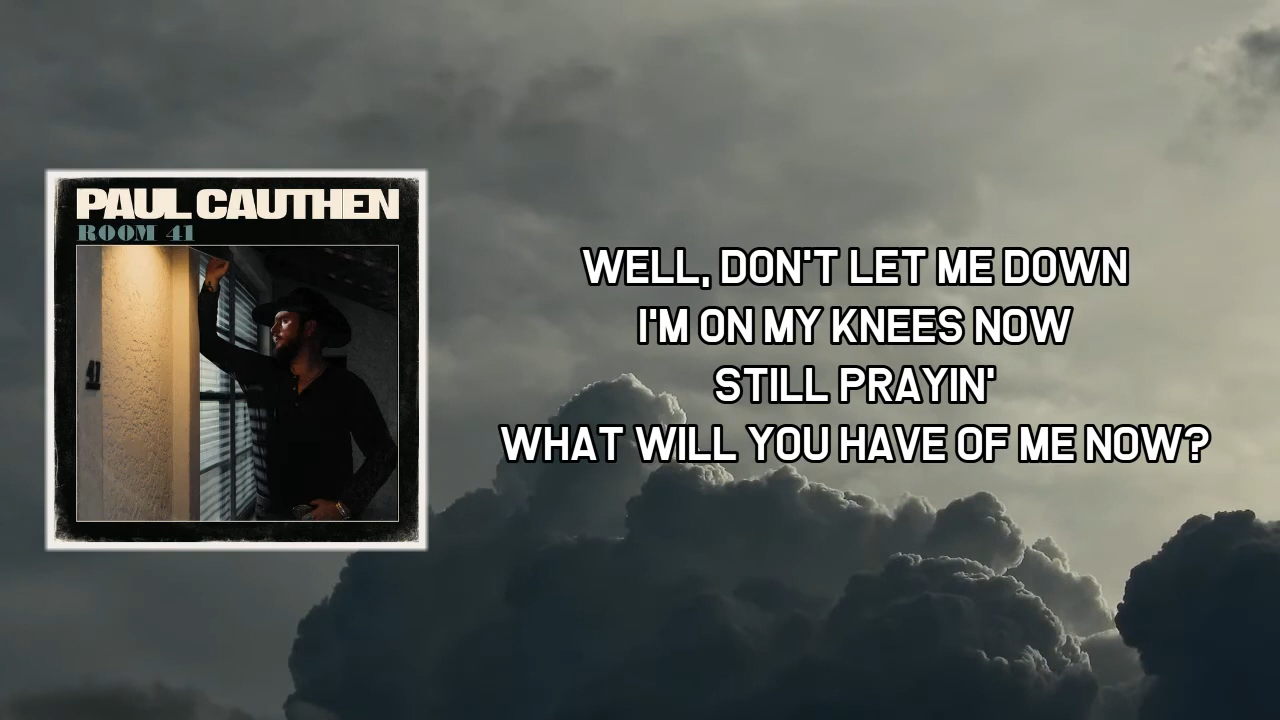 PAUL CAUTHEN
ROOM 41
41
WELL, DON'T LET ME DOWN
I'M ON MY KNEES NOW
STILL PRAYIN'
WHAT WILL YOU HAVE OF ME NOW?